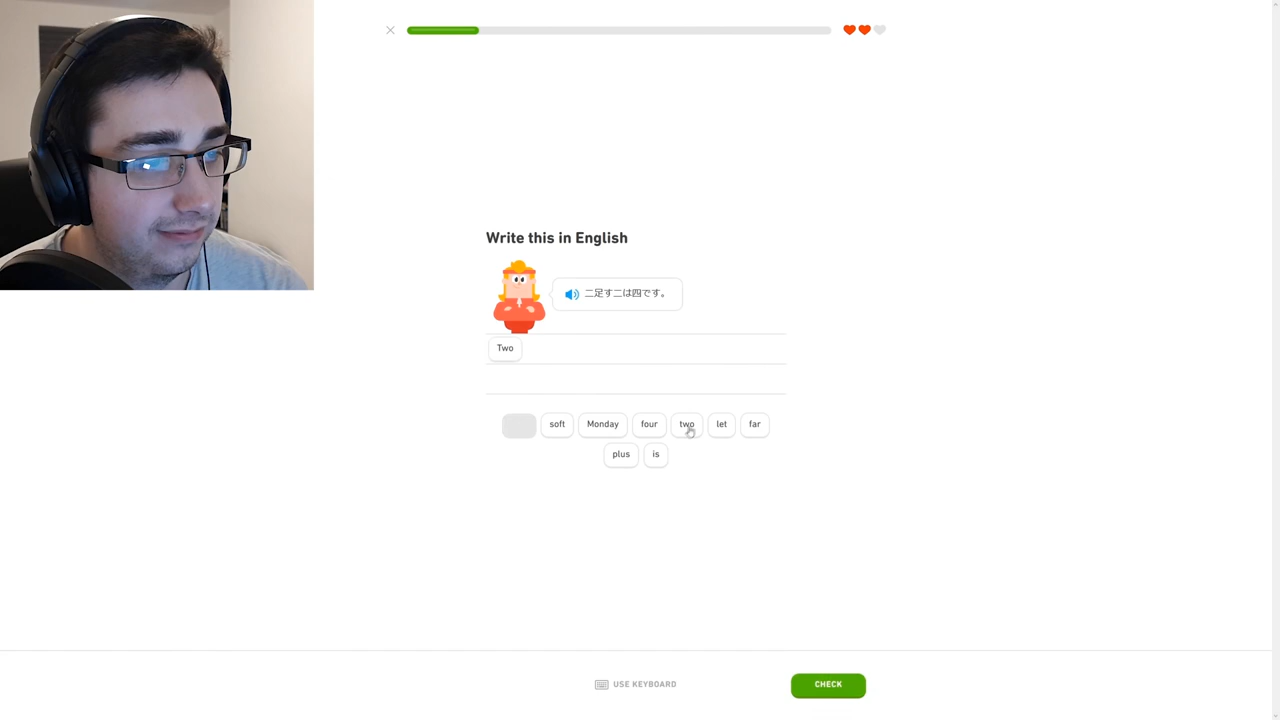 Write this in English
二足す二は四です。
Two
soft Monday four two let far
plus is
USE KEYBOARD
CHECK